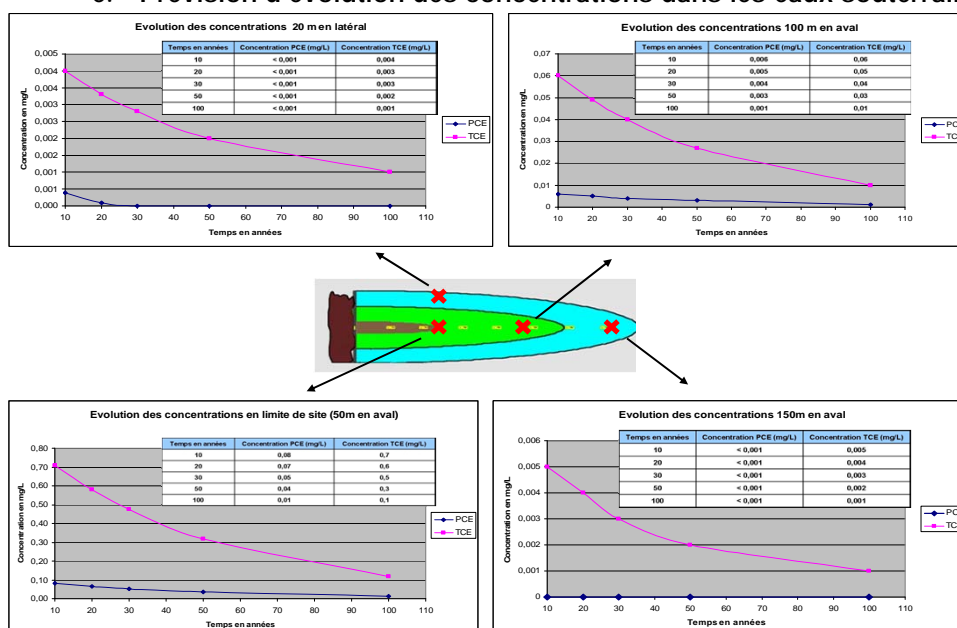 Prévision d'évolution des concentrations dans les eaux
Evolution des concentrations 20 m en latéral
Temps en années Concentration PCE (mg/L) Concentration TCE (mg/L)
10 < 0,001 0,004
20 < 0,001 0,003
30 < 0,001 0,003
50 < 0,001 0,002
100 < 0,001 0,001
Concentration en mg/L
0,005
0,004
0,004
0,003
0,003
0,002
0,002
0,001
0,001
0,000
10 20 30 40 50 60 70 80 90 100 110
Temps en années
PCE
TCE
Evolution des concentrations 100 m en aval
Temps en années Concentration PCE (mg/L) Concentration TCE (mg/L)
10 0,006 0,06
20 0,005 0,05
30 0,004 0,04
50 0,003 0,03
100 0,001 0,01
Concentration en mg/L
0,07
0,06
0,05
0,04
0,03
0,02
0,01
0
10 20 30 40 50 60 70 80 90 100 110
Temps en années
Evolution des concentrations en limite de site (50m en aval)
Temps en années Concentration PCE (mg/L) Concentration TCE (mg/L)
10 0,08 0,7
20 0,07 0,6
30 0,05 0,5
50 0,04 0,3
100 0,01 0,1
Concentration en mg/L
0,80
0,70
0,60
0,50
0,40
0,30
0,20
0,10
0,00
10 20 30 40 50 60 70 80 90 100 110
Temps en années
PCE
TCE
Evolution des concentrations 150m en aval
Temps en années Concentration PCE (mg/L) Concentration TCE (mg/L)
10 < 0,001 0,005
20 < 0,001 0,004
30 < 0,001 0,003
50 < 0,001 0,002
100 < 0,001 0,001
Concentration en mg/L
0,006
0,005
0,004
0,003
0,002
0,001
0
10 20 30 40 50 60 70 80 90 100 110
Temps en années